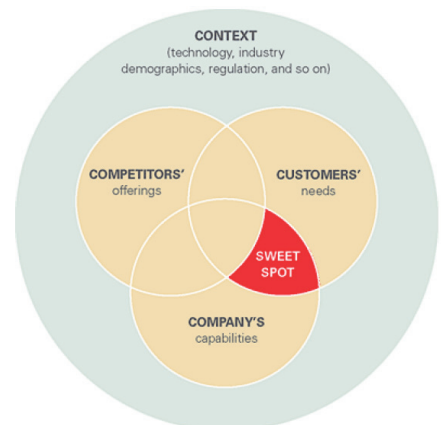 CONTEXT
(technology, industry
demographics, regulation, and so on)
COMPETITORS'
offerings
CUSTOMERS'
needs
SWEET
SPOT
COMPANY'S
capabilities